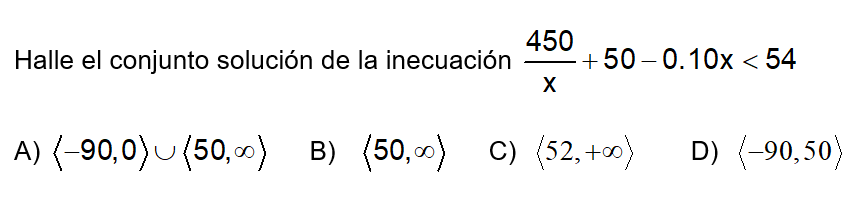 Halle el conjunto solución de la inecuación 450/x + 50 − 0.10x < 54
A) ⟨−90,0⟩∪⟨50,∞⟩ B) ⟨50,∞⟩ C) ⟨52,+∞⟩ D) ⟨−90,50⟩